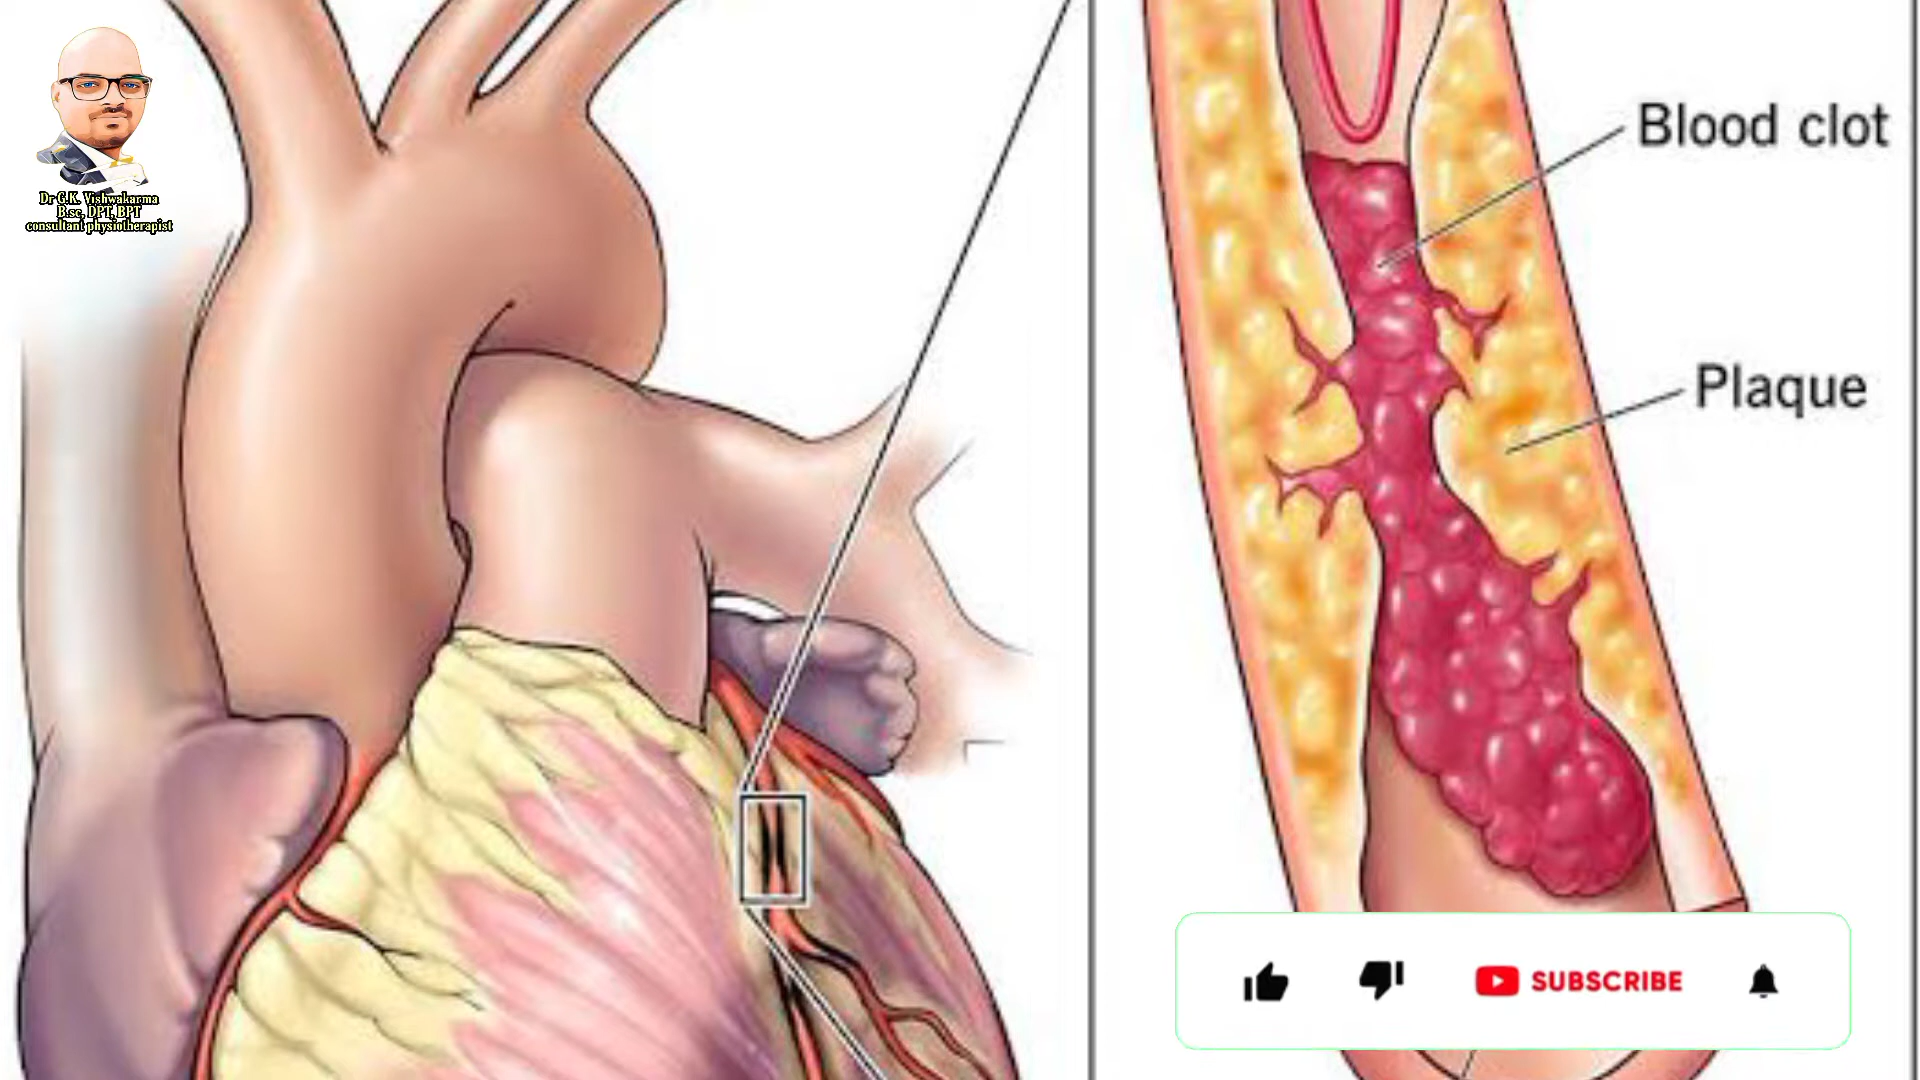 Dr G.K. Vishwakarma
B.sc, DPT, BPT
consultant physiotherapist
Blood clot
Plaque
SUBSCRIBE